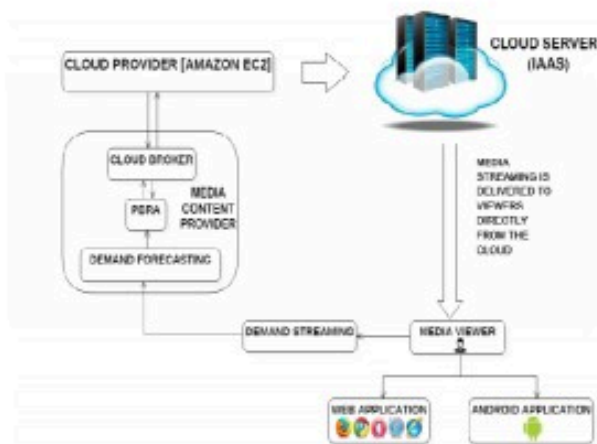 CLOUD PROVIDER [AMAZON EC2]
CLOUD SERVER
(IAAS)
CLOUD BROKER
MEDIA
CONTENT
PROVIDER
PBRA
DEMAND FORECASTING
MEDIA
STREAMING IS
DELIVERED TO
VIEWERS
DIRECTLY
FROM THE
CLOUD
DEMAND STREAMING
MEDIA VIEWER
WEB APPLICATION
ANDROID APPLICATION